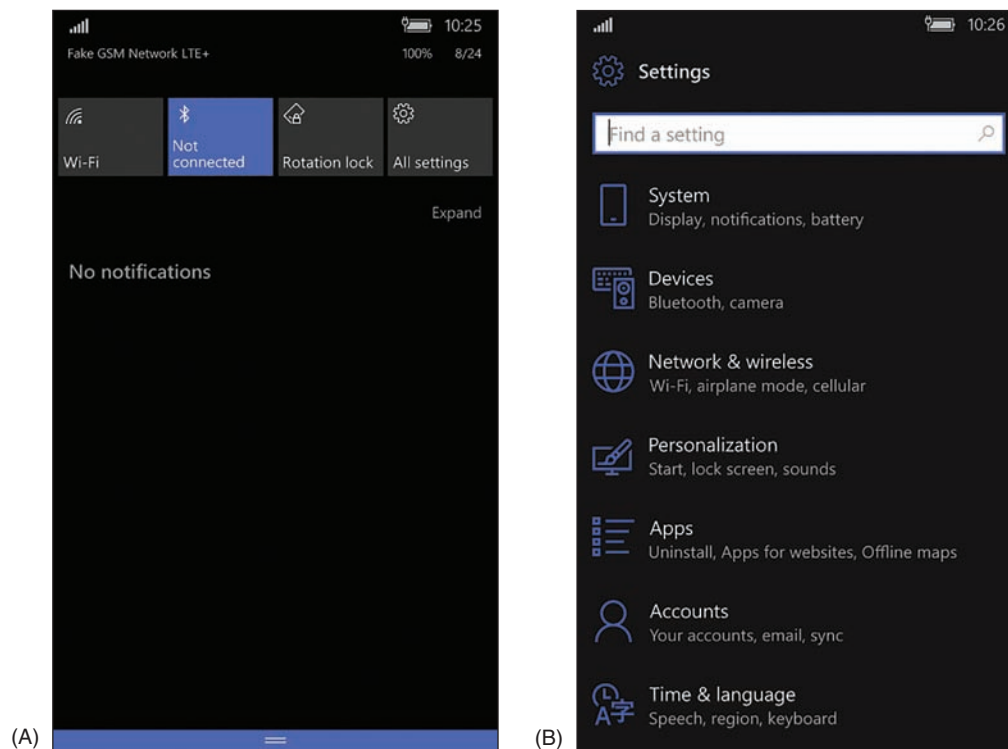 10:25
Fake GSM Network LTE+ 100% 8/24
Wi-Fi
Not
connected
Rotation lock
All settings
Expand
No notifications
(A)
10:26
Settings
Find a setting
System
Display, notifications, battery
Devices
Bluetooth, camera
Network & wireless
Wi-Fi, airplane mode, cellular
Personalization
Start, lock screen, sounds
Apps
Uninstall, Apps for websites, Offline maps
Accounts
Your accounts, email, sync
A字
Time & language
Speech, region, keyboard
(B)